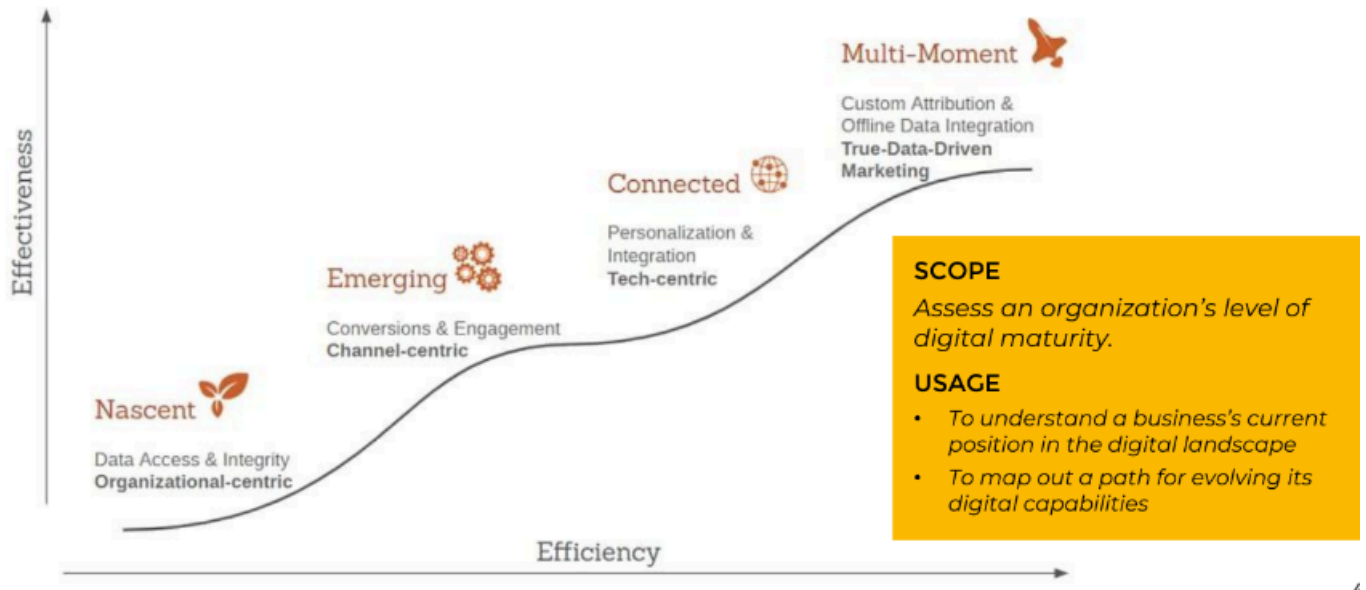 Effectiveness
Multi-Moment
Custom Attribution &
Offline Data Integration
True-Data-Driven
Marketing
Connected
Personalization &
Integration
Tech-centric
Emerging
Conversions & Engagement
Channel-centric
Nascent
Data Access & Integrity
Organizational-centric
Efficiency
SCOPE
Assess an organization's level of
digital maturity.
USAGE
• To understand a business's current
position in the digital landscape
• To map out a path for evolving its
digital capabilities